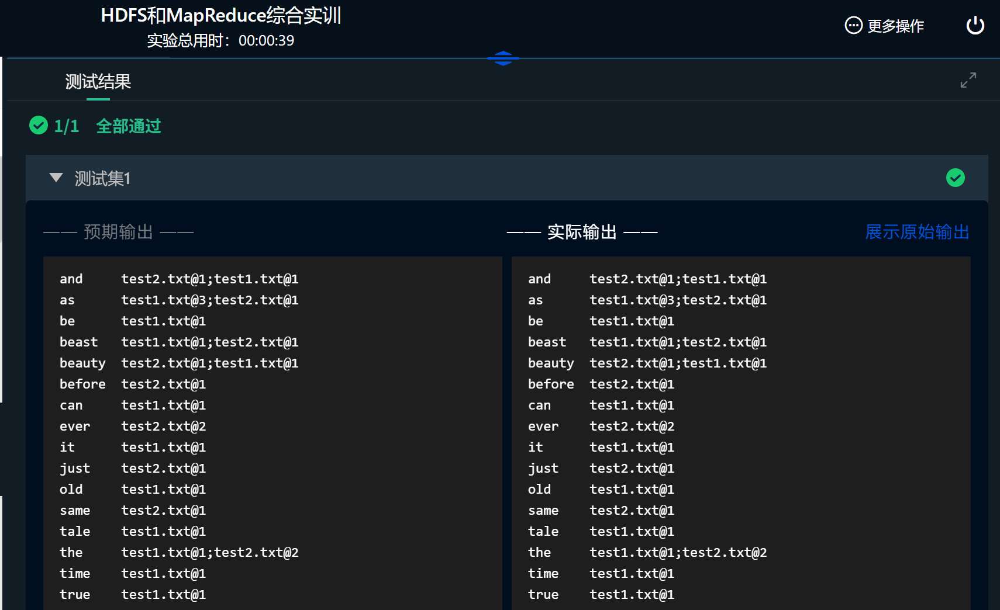 HDFS和MapReduce综合实训
实验总用时：00:00:39
更多操作
测试结果
1/1 全部通过
测试集1
—— 预期输出 ——
—— 实际输出 ——
展示原始输出
and test2.txt@1;test1.txt@1
as test1.txt@3;test2.txt@1
be test1.txt@1
beast test1.txt@1;test2.txt@1
beauty test2.txt@1;test1.txt@1
before test2.txt@1
can test1.txt@1
ever test2.txt@2
it test1.txt@1
just test2.txt@1
old test1.txt@1
same test2.txt@1
tale test1.txt@1
the test1.txt@1;test2.txt@2
time test1.txt@1
true test1.txt@1
and test2.txt@1;test1.txt@1
as test1.txt@3;test2.txt@1
be test1.txt@1
beast test1.txt@1;test2.txt@1
beauty test2.txt@1;test1.txt@1
before test2.txt@1
can test1.txt@1
ever test2.txt@2
it test1.txt@1
just test2.txt@1
old test1.txt@1
same test2.txt@1
tale test1.txt@1
the test1.txt@1;test2.txt@2
time test1.txt@1
true test1.txt@1